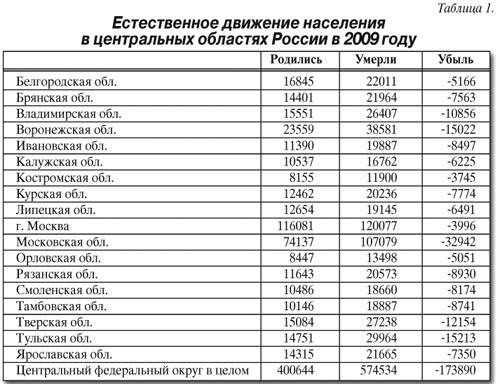 Таблица 1.
Естественное движение населения
в центральных областях России в 2009 году
Родились Умерли Убыль
Белгородская обл. 16845 22011 -5166
Брянская обл. 14401 21964 -7563
Владимирская обл. 15551 26407 -10856
Воронежская обл. 23559 38581 -15022
Ивановская обл. 11390 19887 -8497
Калужская обл. 10537 16762 -6225
Костромская обл. 8155 11900 -3745
Курская обл. 12462 20236 -7774
Липецкая обл. 12654 19145 -6491
г. Москва 116081 120077 -3996
Московская обл. 74137 107079 -32942
Орловская обл. 8447 13498 -5051
Рязанская обл. 11643 20573 -8930
Смоленская обл. 10486 18660 -8174
Тамбовская обл. 10146 18887 -8741
Тверская обл. 15084 27238 -12154
Тульская обл. 14751 29964 -15213
Ярославская обл. 14315 21665 -7350
Центральный федеральный округ в целом 400644 574534 -173890